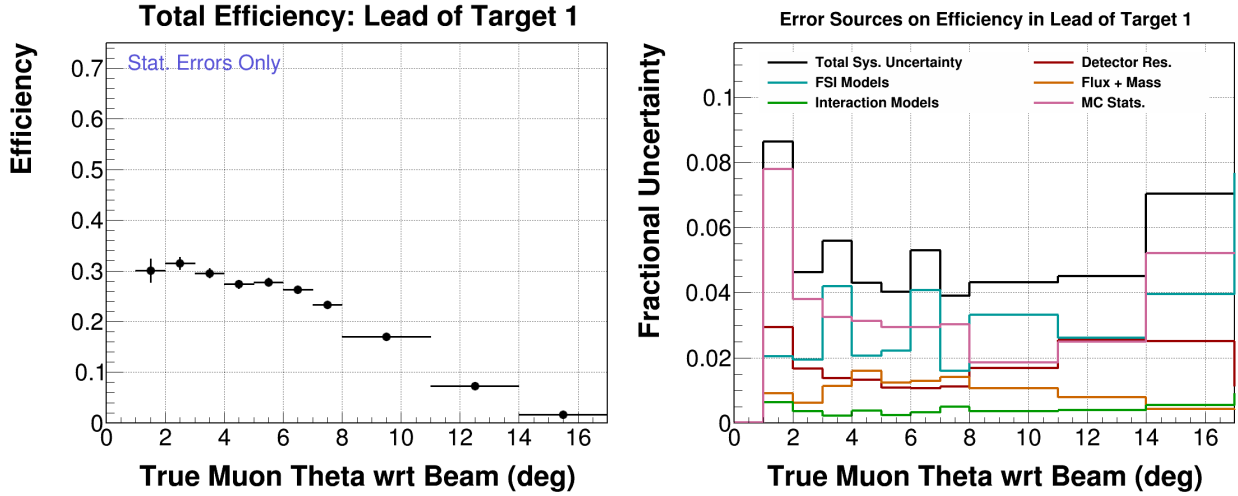 Total Efficiency: Lead of Target 1
Stat. Errors Only
Efficiency
0.7
0.6
0.5
0.4
0.3
0.2
0.1
0
0 2 4 6 8 10 12 14 16
True Muon Theta wrt Beam (deg)
Error Sources on Efficiency in Lead of Target 1
Total Sys. Uncertainty
FSI Models
Interaction Models
Detector Res.
Flux + Mass
MC Stats.
Fractional Uncertainty
0.1
0.08
0.06
0.04
0.02
0
0 2 4 6 8 10 12 14 16
True Muon Theta wrt Beam (deg)